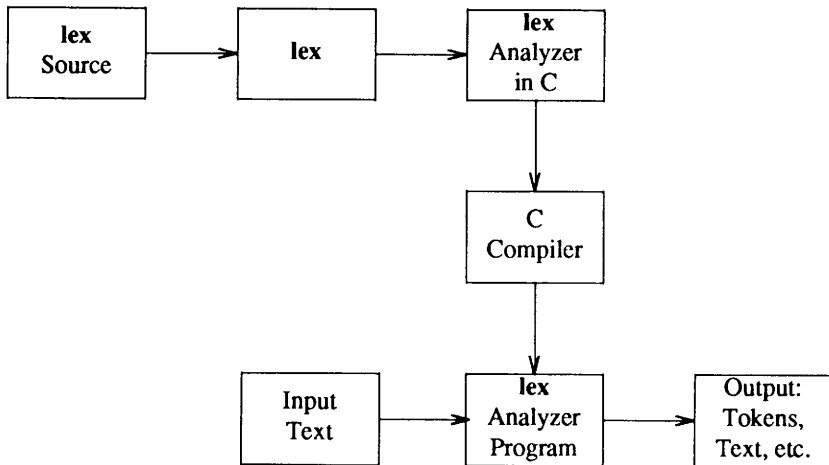 lex
Source
lex
lex
Analyzer
in C
C
Compiler
Input
Text
lex
Analyzer
Program
Output:
Tokens,
Text, etc.